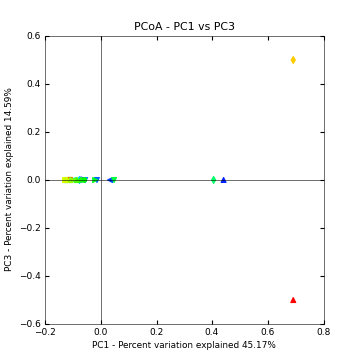 PCoA - PC1 vs PC3
0.6
0.4
0.2
0.0
−0.2
−0.4
−0.6
PC3 - Percent variation explained 14.59%
−0.2 0.0 0.2 0.4 0.6 0.8
PC1 - Percent variation explained 45.17%